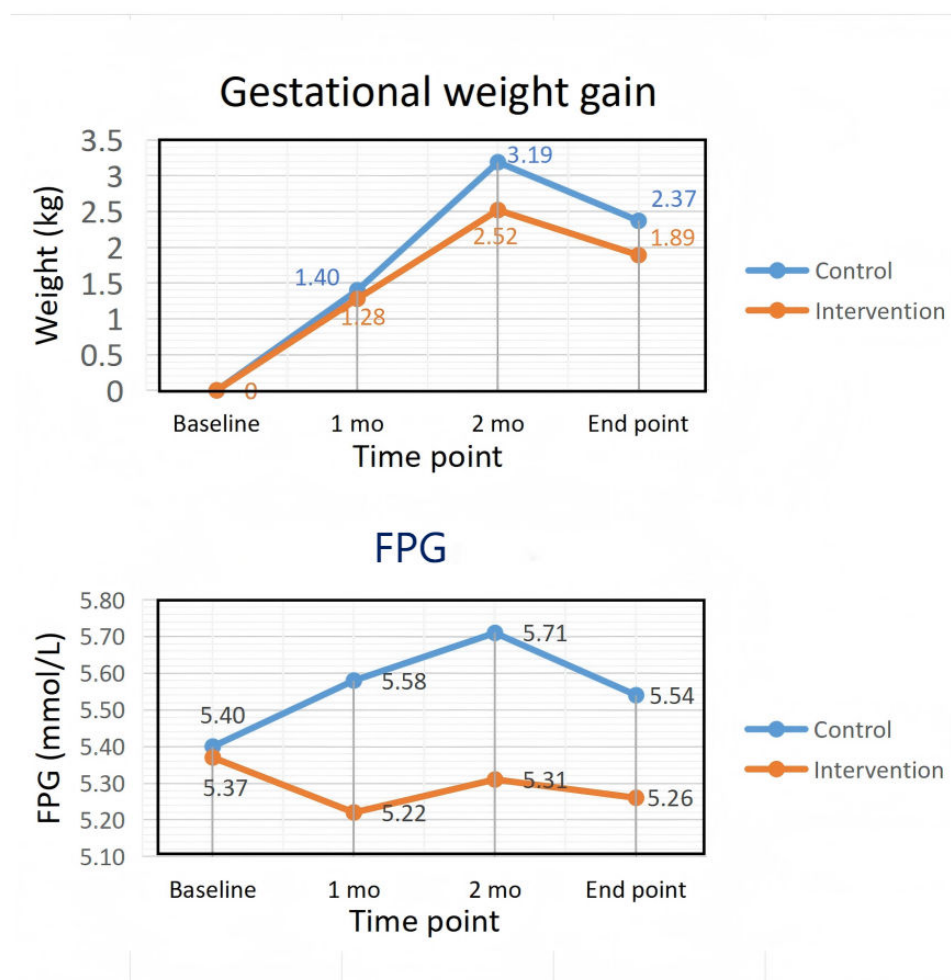 Gestational weight gain
3.5
3
2.5
2
1.5
1
0.5
0
Weight (kg)
3.19
2.37
2.52
1.89
1.40
1.28
0
Control
Intervention
Baseline
1 mo
2 mo
End point
Time point
FPG
5.80
5.70
5.60
5.50
5.40
5.30
5.20
5.10
FPG (mmol/L)
5.40
5.58
5.71
5.54
5.37
5.22
5.31
5.26
Control
Intervention
Baseline
1 mo
2 mo
End point
Time point